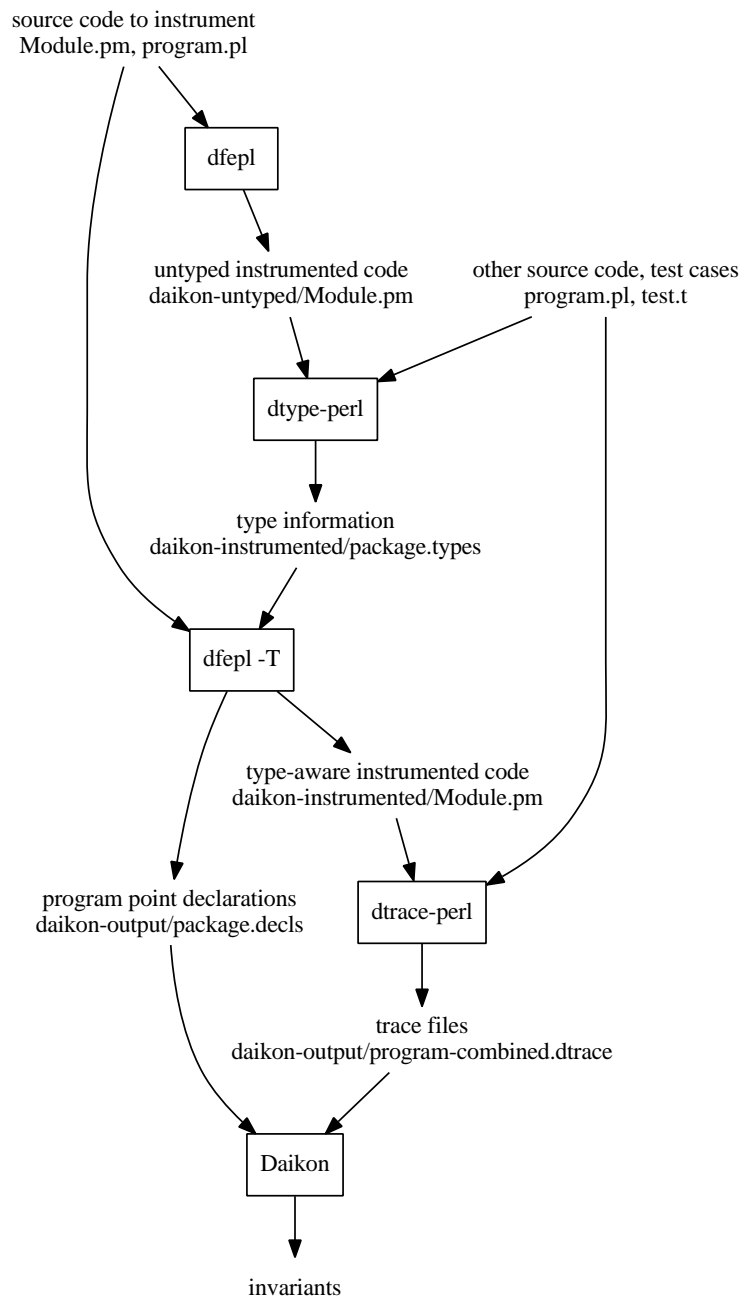 source code to instrument
Module.pm, program.pl
dfepl
untyped instrumented code
daikon-untyped/Module.pm
other source code, test cases
program.pl, test.t
dtype-perl
type information
daikon-instrumented/package.types
dfepl -T
type-aware instrumented code
daikon-instrumented/Module.pm
program point declarations
daikon-output/package.decls
dtrace-perl
trace files
daikon-output/program-combined.dtrace
Daikon
invariants